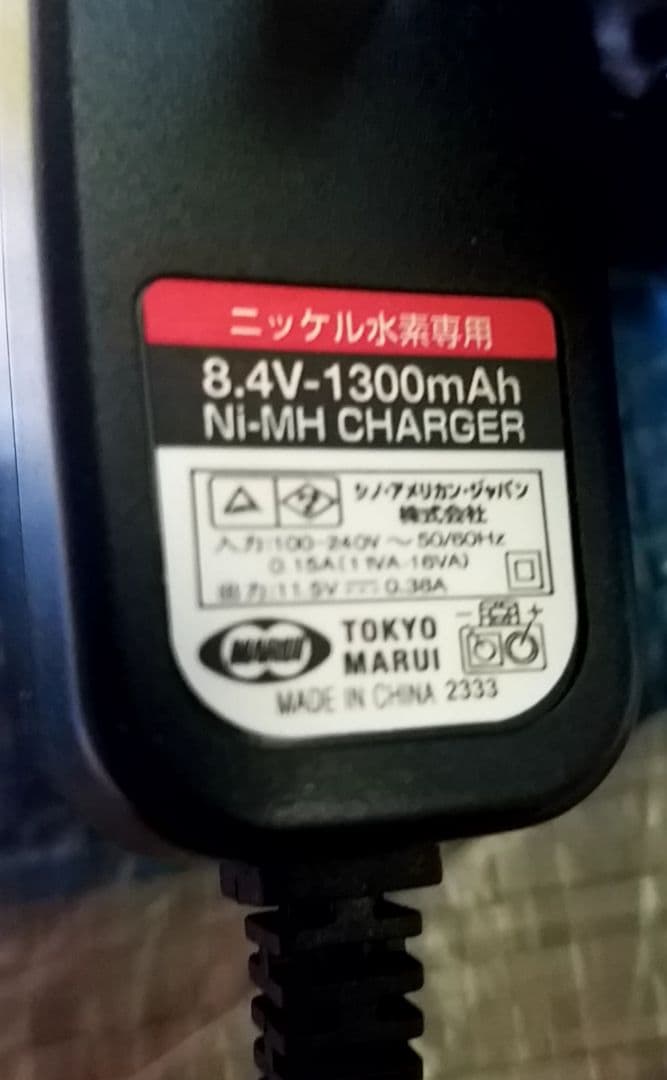 ニッケル水素専用
8.4V-1300mAh
Ni-MH CHARGER
シノ・アメリカン・ジャパン
株式会社
入力:100-240V～50/60Hz
0.15A(11VA-16VA)
出力:11.5V 0.36A
MARUI
TOKYO
MARUI
- +
MADE IN CHINA 2333